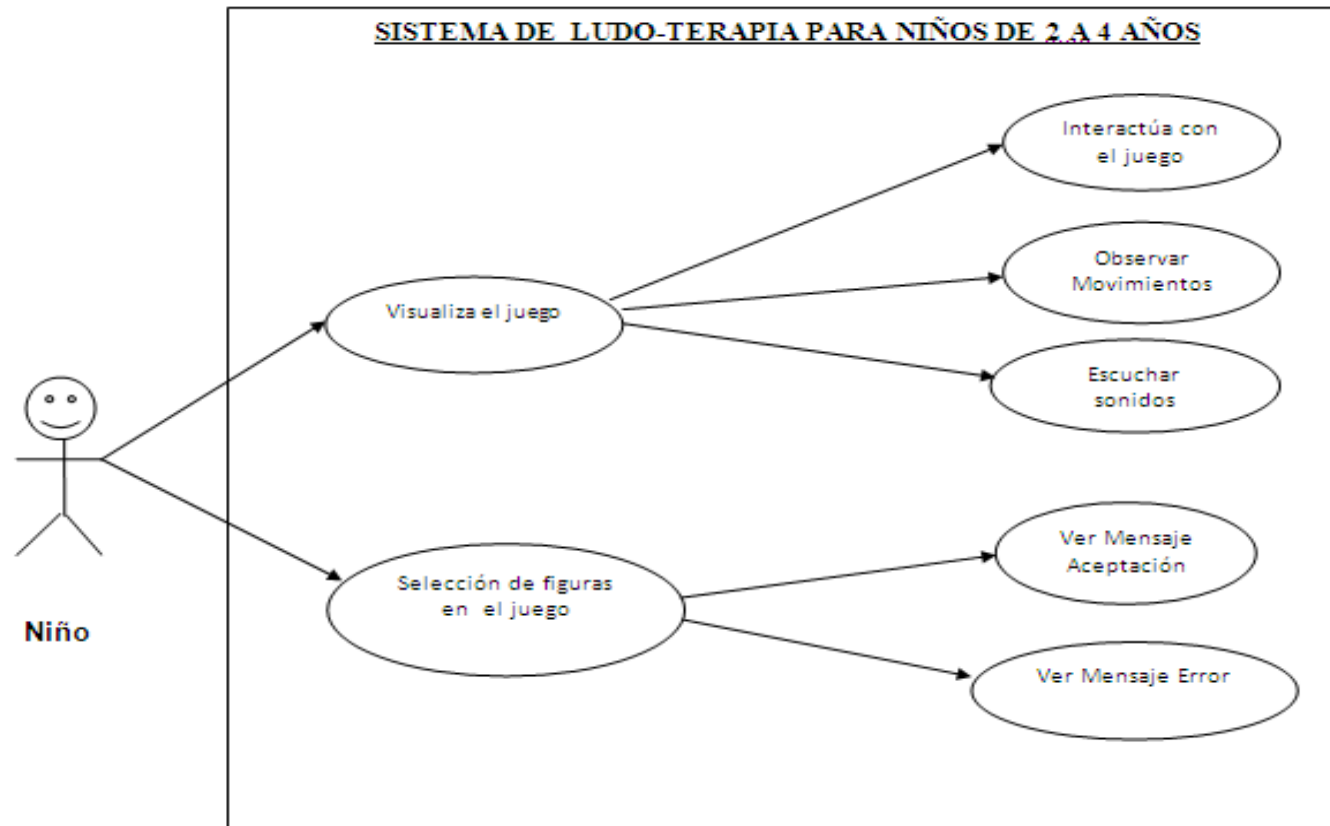 SISTEMA DE LUDO-TERAPIA PARA NIÑOS DE 2 A 4 AÑOS
Interactúa con
el juego
Observar
Movimientos
Visualiza el juego
Escuchar
sonidos
Ver Mensaje
Aceptación
Selección de figuras
en el juego
Niño
Ver Mensaje Error